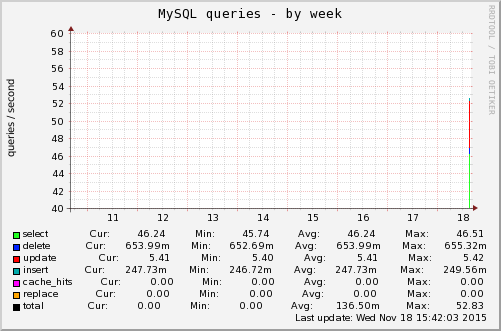 MySQL queries - by week
RRDTOOL / TOBI OETIKER
queries / second
60
58
56
54
52
50
48
46
44
42
40
11 12 13 14 15 16 17 18
select Cur: 46.24 Min: 45.74 Avg: 46.24 Max: 46.51
delete Cur: 653.99m Min: 652.69m Avg: 653.99m Max: 655.32m
update Cur: 5.41 Min: 5.40 Avg: 5.41 Max: 5.42
insert Cur: 247.73m Min: 246.72m Avg: 247.73m Max: 249.56m
cache_hits Cur: 0.00 Min: 0.00 Avg: 0.00 Max: 0.00
replace Cur: 0.00 Min: 0.00 Avg: 0.00 Max: 0.00
total Cur: 0.00 Min: 0.00 Avg: 136.50m Max: 52.83
Last update: Wed Nov 18 15:42:03 2015